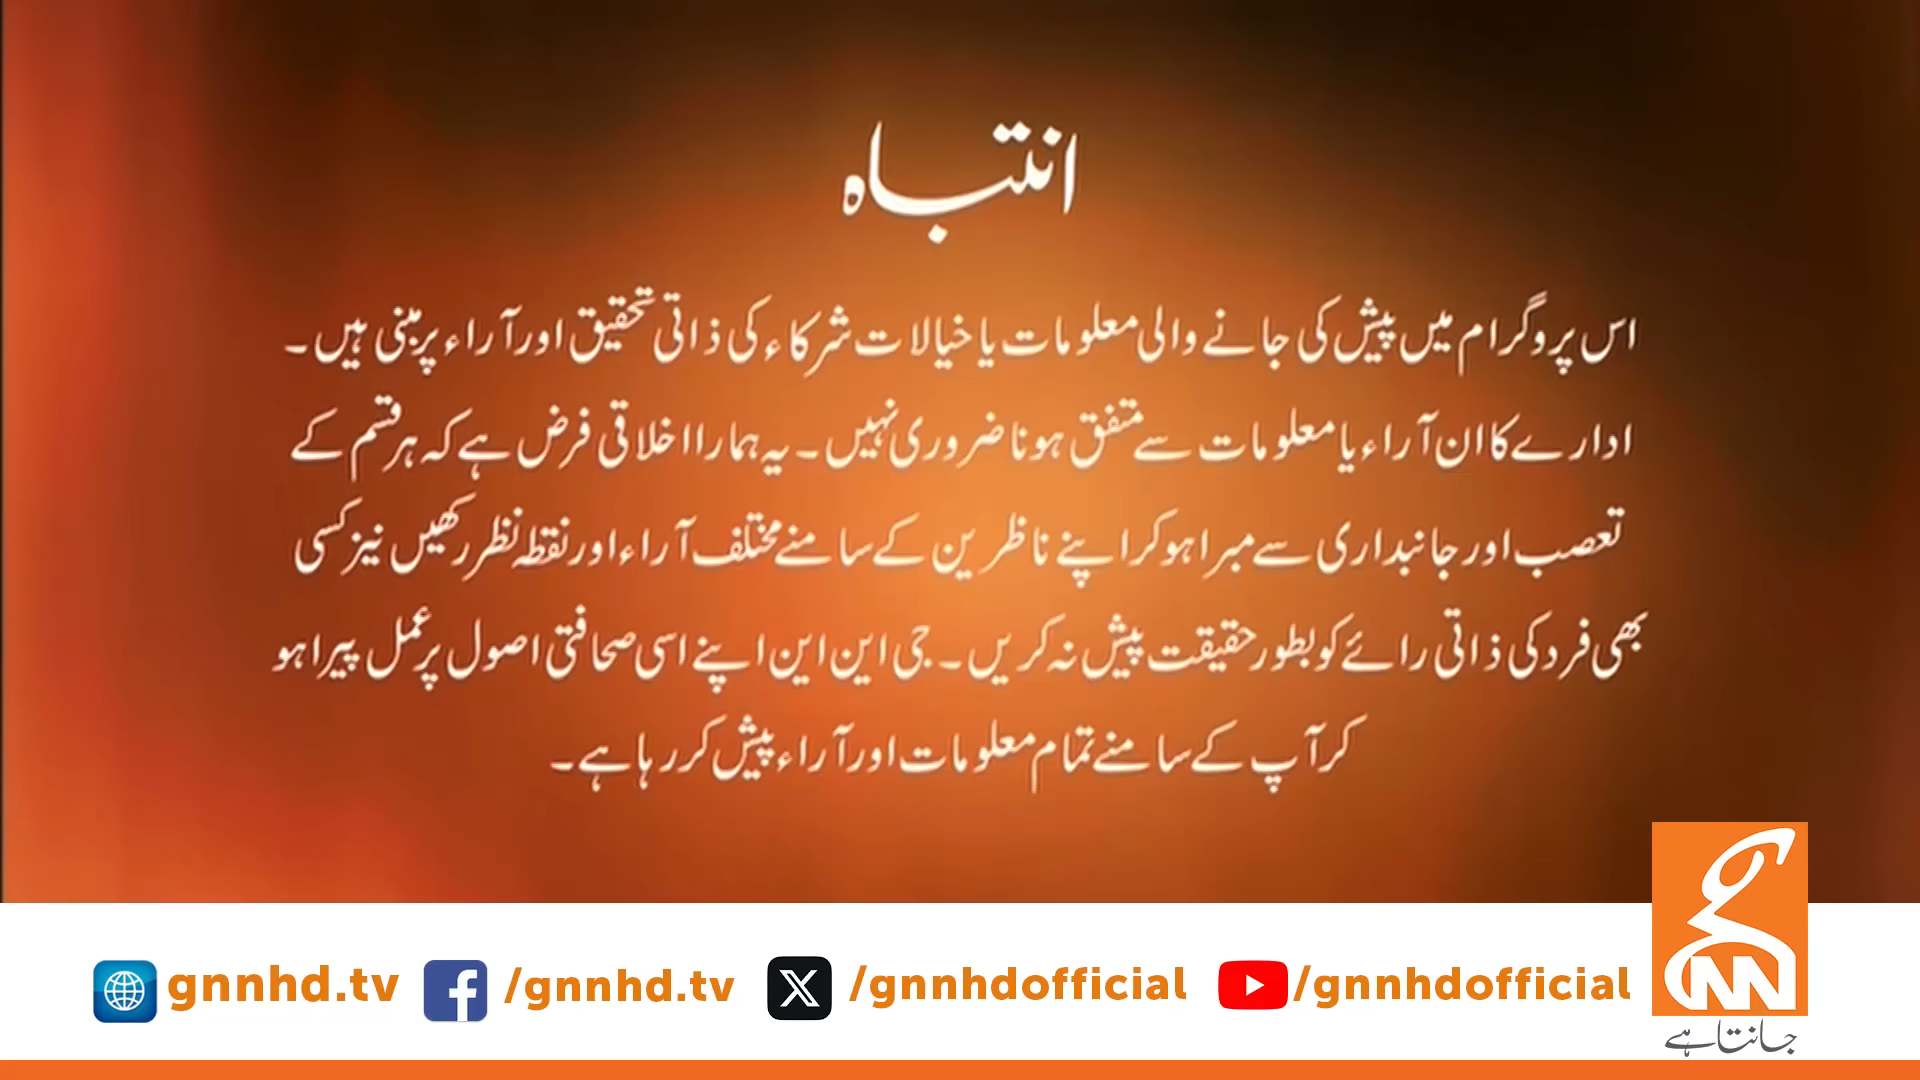 انتباہ
اس پروگرام میں پیش کی جانے والی معلومات یا خیالات شرکاء کی ذاتی تحقیق اور آراء پر مبنی ہیں۔
ادارے کا ان آراء یا معلومات سے متفق ہونا ضروری نہیں۔ یہ ہمارا اخلاقی فرض ہے کہ ہر قسم کے
تعصب اور جانبداری سے مبرا ہو کر اپنے ناظرین کے سامنے مختلف آراء اور نقطہ نظر رکھیں نیز کسی
بھی فرد کی ذاتی رائے کو بطور حقیقت پیش نہ کریں۔ جی این این اپنے اسی صحافتی اصول پر عمل پیرا ہو
کر آپ کے سامنے تمام معلومات اور آراء پیش کر رہا ہے۔
gnnhd.tv /gnnhd.tv /gnnhdofficial /gnnhdofficial
GNN
جانتا ہے